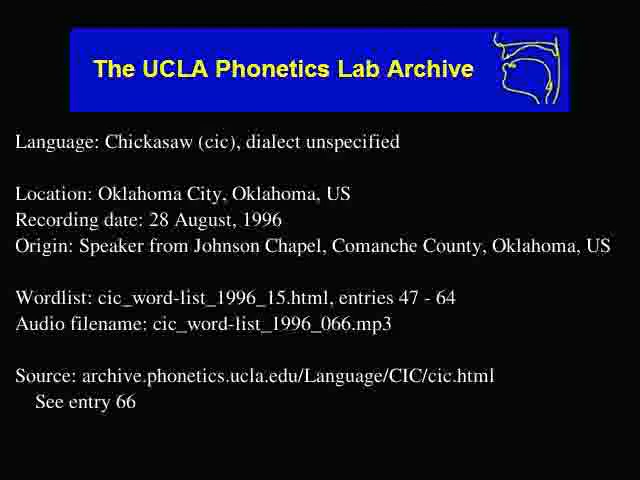 The UCLA Phonetics Lab Archive
Language: Chickasaw (cic), dialect unspecified
Location: Oklahoma City, Oklahoma, US
Recording date: 28 August, 1996
Origin: Speaker from Johnson Chapel, Comanche County, Oklahoma, US
Wordlist: cic_word-list_1996_15.html, entries 47 - 64
Audio filename: cic_word-list_1996_066.mp3
Source: archive.phonetics.ucla.edu/Language/CIC/cic.html
See entry 66